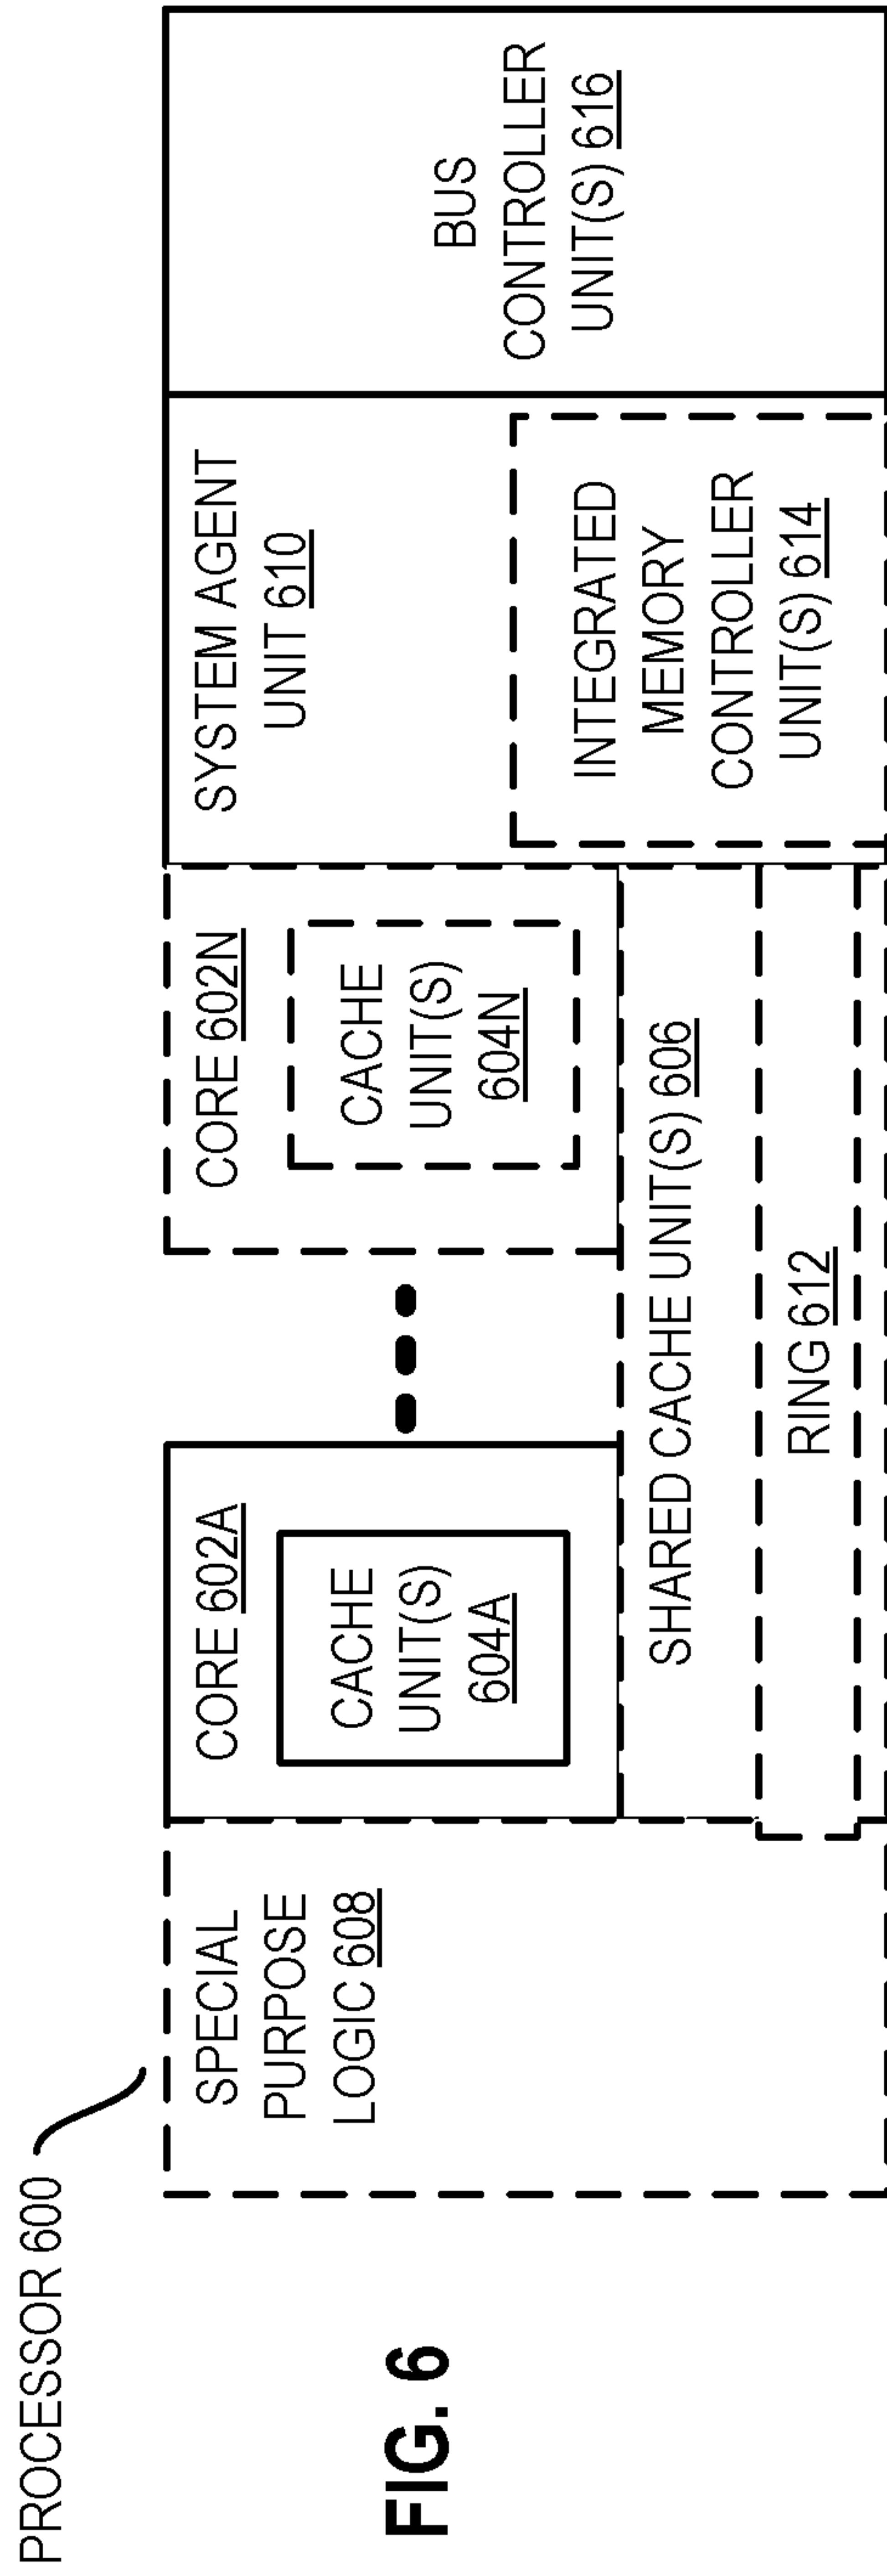 PROCESSOR 600
SPECIAL
PURPOSE
LOGIC 608
CORE 602A
CACHE
UNIT(S)
604A
CORE 602N
CACHE
UNIT(S)
604N
SHARED CACHE UNIT(S) 606
RING 612
SYSTEM AGENT
UNIT 610
INTEGRATED
MEMORY
CONTROLLER
UNIT(S) 614
BUS
CONTROLLER
UNIT(S) 616
FIG. 6